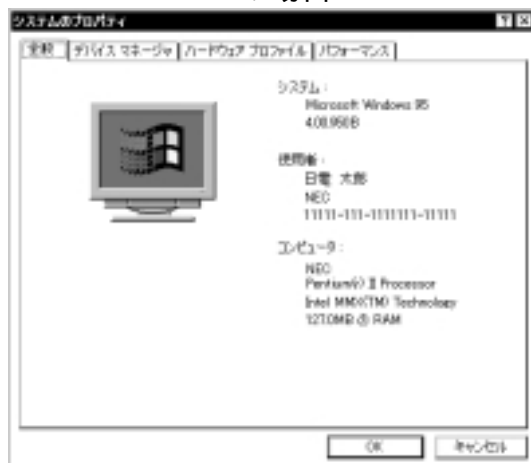 システムのプロパティ
全般 デバイス マネージャ ハードウェア プロファイル パフォーマンス
システム:
Microsoft Windows 95
4.00.950 B
使用者:
日電 太郎
NEC
11111-111-1111111-11111
コンピュータ:
NEC
Pentium(r) II Processor
Intel MMX(TM) Technology
127.0MB の RAM
OK キャンセル